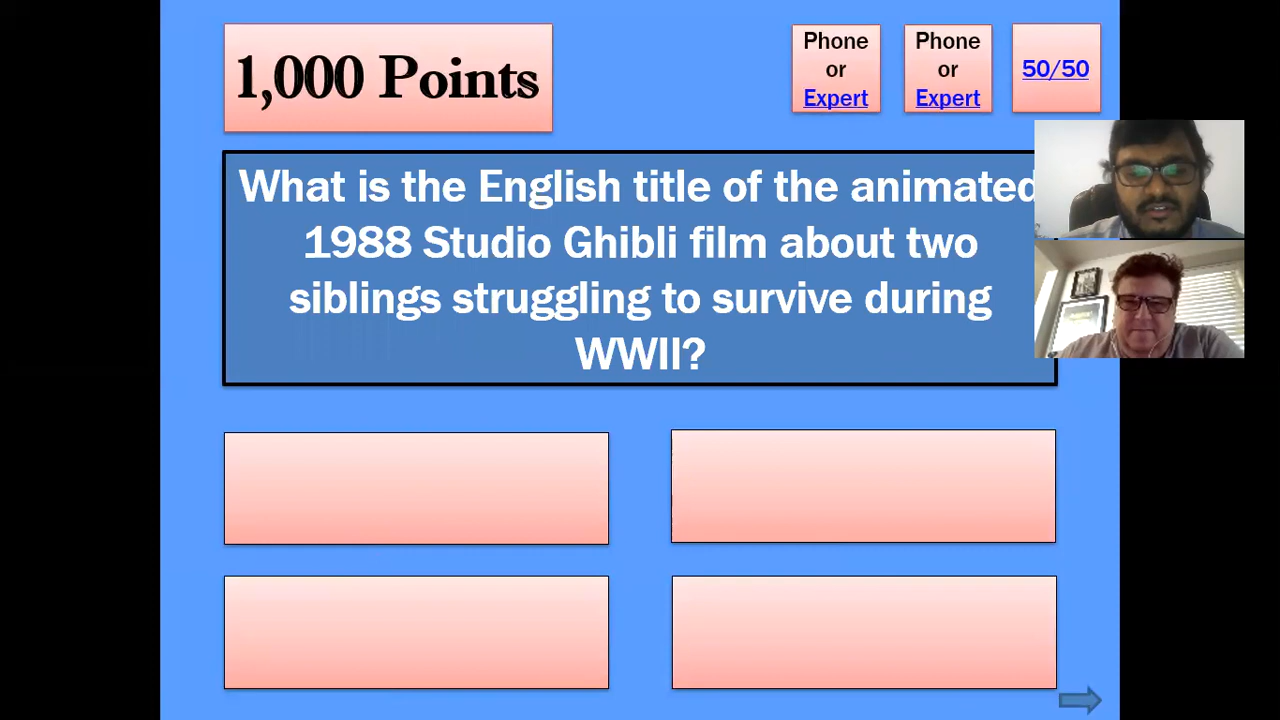 1,000 Points
Phone
or
Expert
Phone
or
Expert
50/50
What is the English title of the animated
1988 Studio Ghibli film about two
siblings struggling to survive during
WWII?